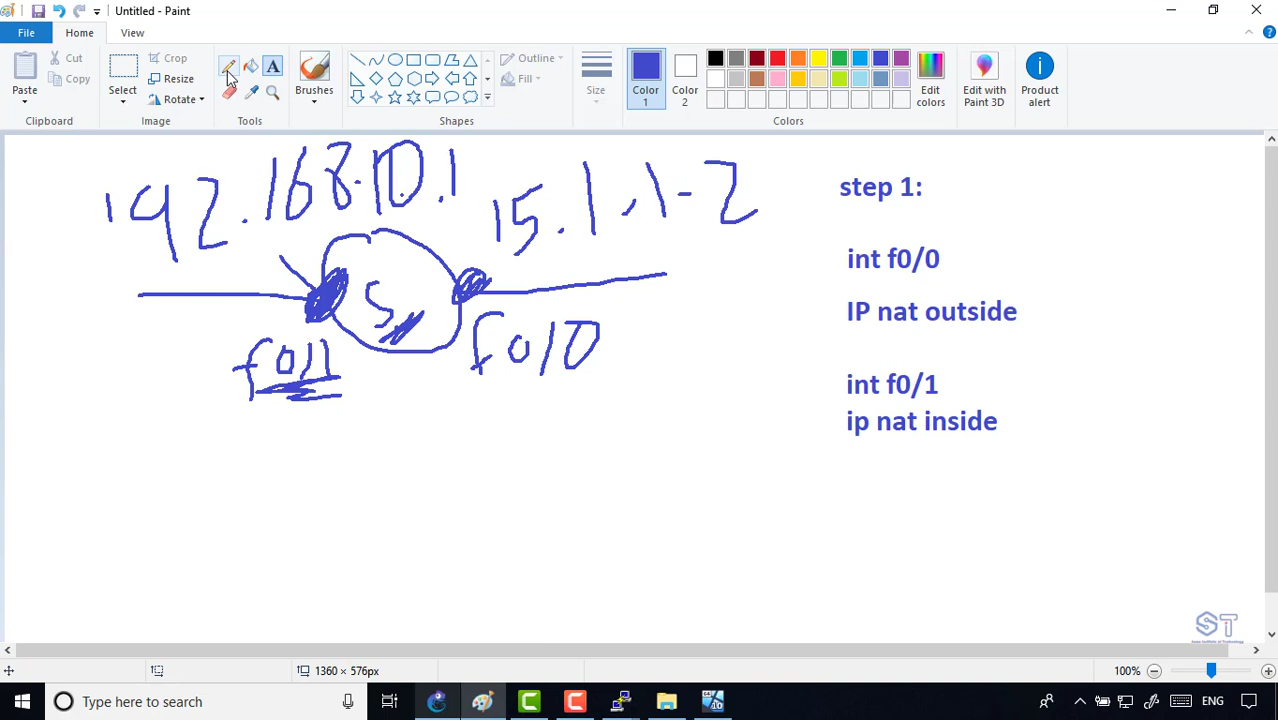 Untitled - Paint
File
Home
View
Paste
Cut
Copy
Clipboard
Select
Crop
Resize
Rotate
Image
Tools
Brushes
Shapes
Outline
Fill
Size
Color 1
Color 2
Colors
Edit colors
Edit with Paint 3D
Product alert
192.168.10.1
15.1.1.2
S
f0/1
f0/0
step 1:
int f0/0
IP nat outside
int f0/1
ip nat inside
ST
1360 × 576px
100%
Type here to search
ENG